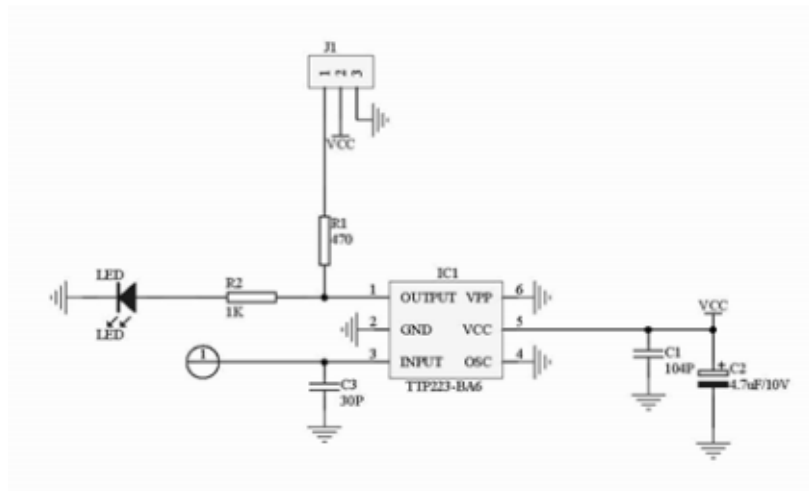 J1
1 2 3
VCC
R1
470
IC1
LED
R2
1K
1 OUTPUT VPP 6
VCC
LED
2 GND VCC 5
1
3 INPUT OSC 4
C1
104P
C2
4.7uF/10V
C3
30P
TTP223-BA6
+